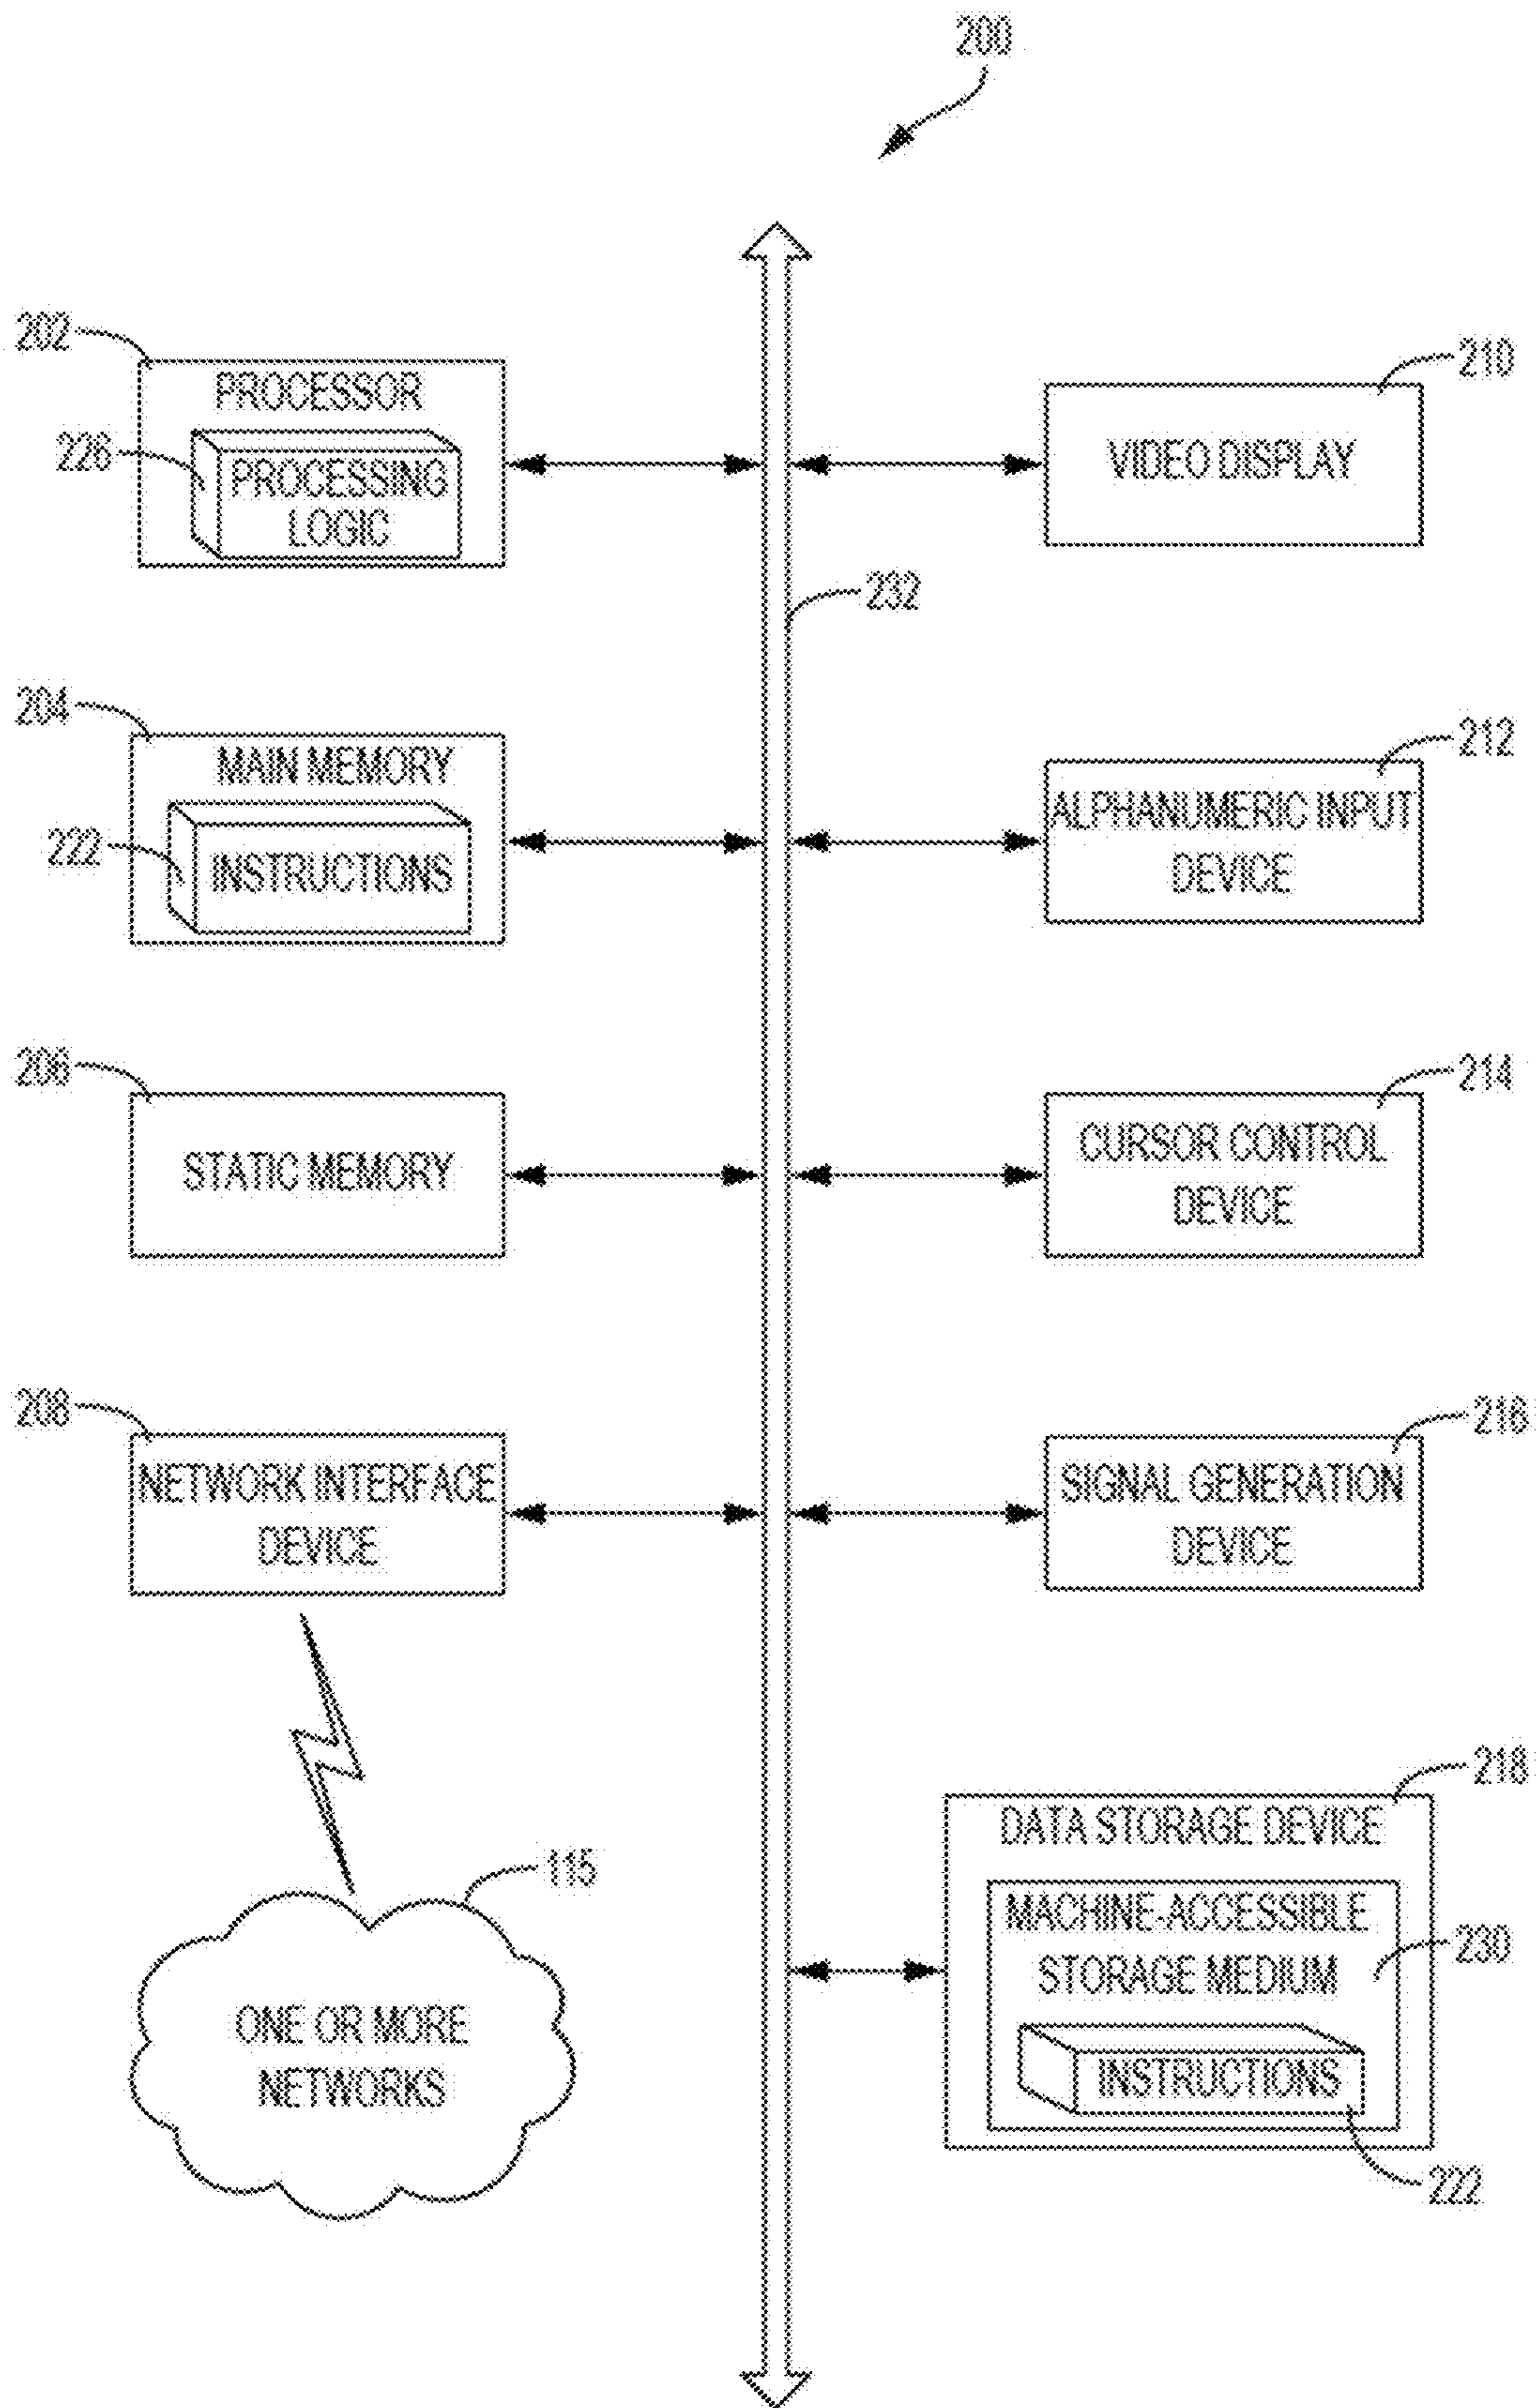 200
202
PROCESSOR
226
PROCESSING
LOGIC
210
VIDEO DISPLAY
232
204
MAIN MEMORY
222
INSTRUCTIONS
212
ALPHANUMERIC INPUT
DEVICE
206
STATIC MEMORY
214
CURSOR CONTROL
DEVICE
208
NETWORK INTERFACE
DEVICE
216
SIGNAL GENERATION
DEVICE
115
ONE OR MORE
NETWORKS
218
DATA STORAGE DEVICE
MACHINE-ACCESSIBLE
STORAGE MEDIUM
230
INSTRUCTIONS
222